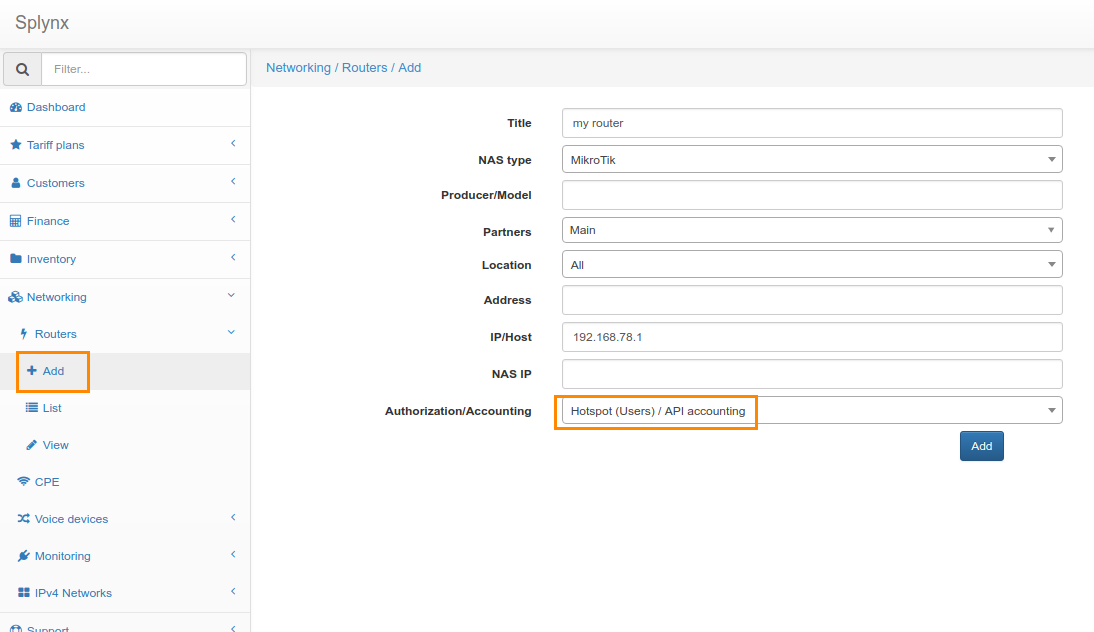 Splynx
Filter...
Networking / Routers / Add
Dashboard
Tariff plans
Customers
Finance
Inventory
Networking
Routers
Add
List
View
CPE
Voice devices
Monitoring
IPv4 Networks
Support
Title my router
NAS type MikroTik
Producer/Model
Partners Main
Location All
Address
IP/Host 192.168.78.1
NAS IP
Authorization/Accounting Hotspot (Users) / API accounting
Add